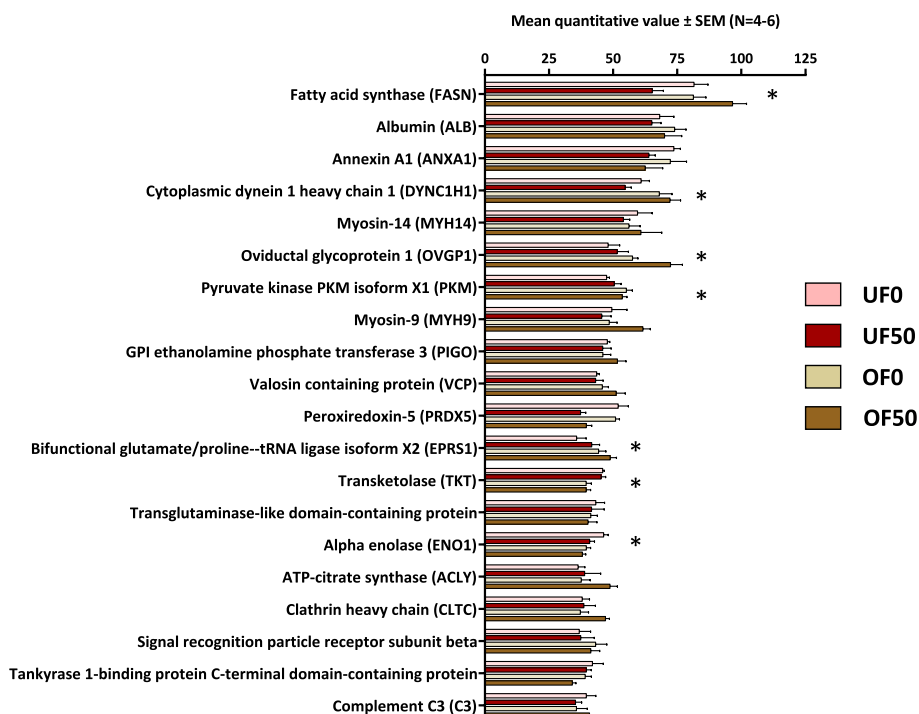 Mean quantitative value ± SEM (N=4-6)
0 25 50 75 100 125
Fatty acid synthase (FASN) *
Albumin (ALB)
Annexin A1 (ANXA1)
Cytoplasmic dynein 1 heavy chain 1 (DYNC1H1) *
Myosin-14 (MYH14)
Oviductal glycoprotein 1 (OVGP1) *
Pyruvate kinase PKM isoform X1 (PKM) *
UF0
Myosin-9 (MYH9)
UF50
GPI ethanolamine phosphate transferase 3 (PIGO)
OF0
Valosin containing protein (VCP)
OF50
Peroxiredoxin-5 (PRDX5)
Bifunctional glutamate/proline--tRNA ligase isoform X2 (EPRS1) *
Transketolase (TKT) *
Transglutaminase-like domain-containing protein
Alpha enolase (ENO1) *
ATP-citrate synthase (ACLY)
Clathrin heavy chain (CLTC)
Signal recognition particle receptor subunit beta
Tankyrase 1-binding protein C-terminal domain-containing protein
Complement C3 (C3)